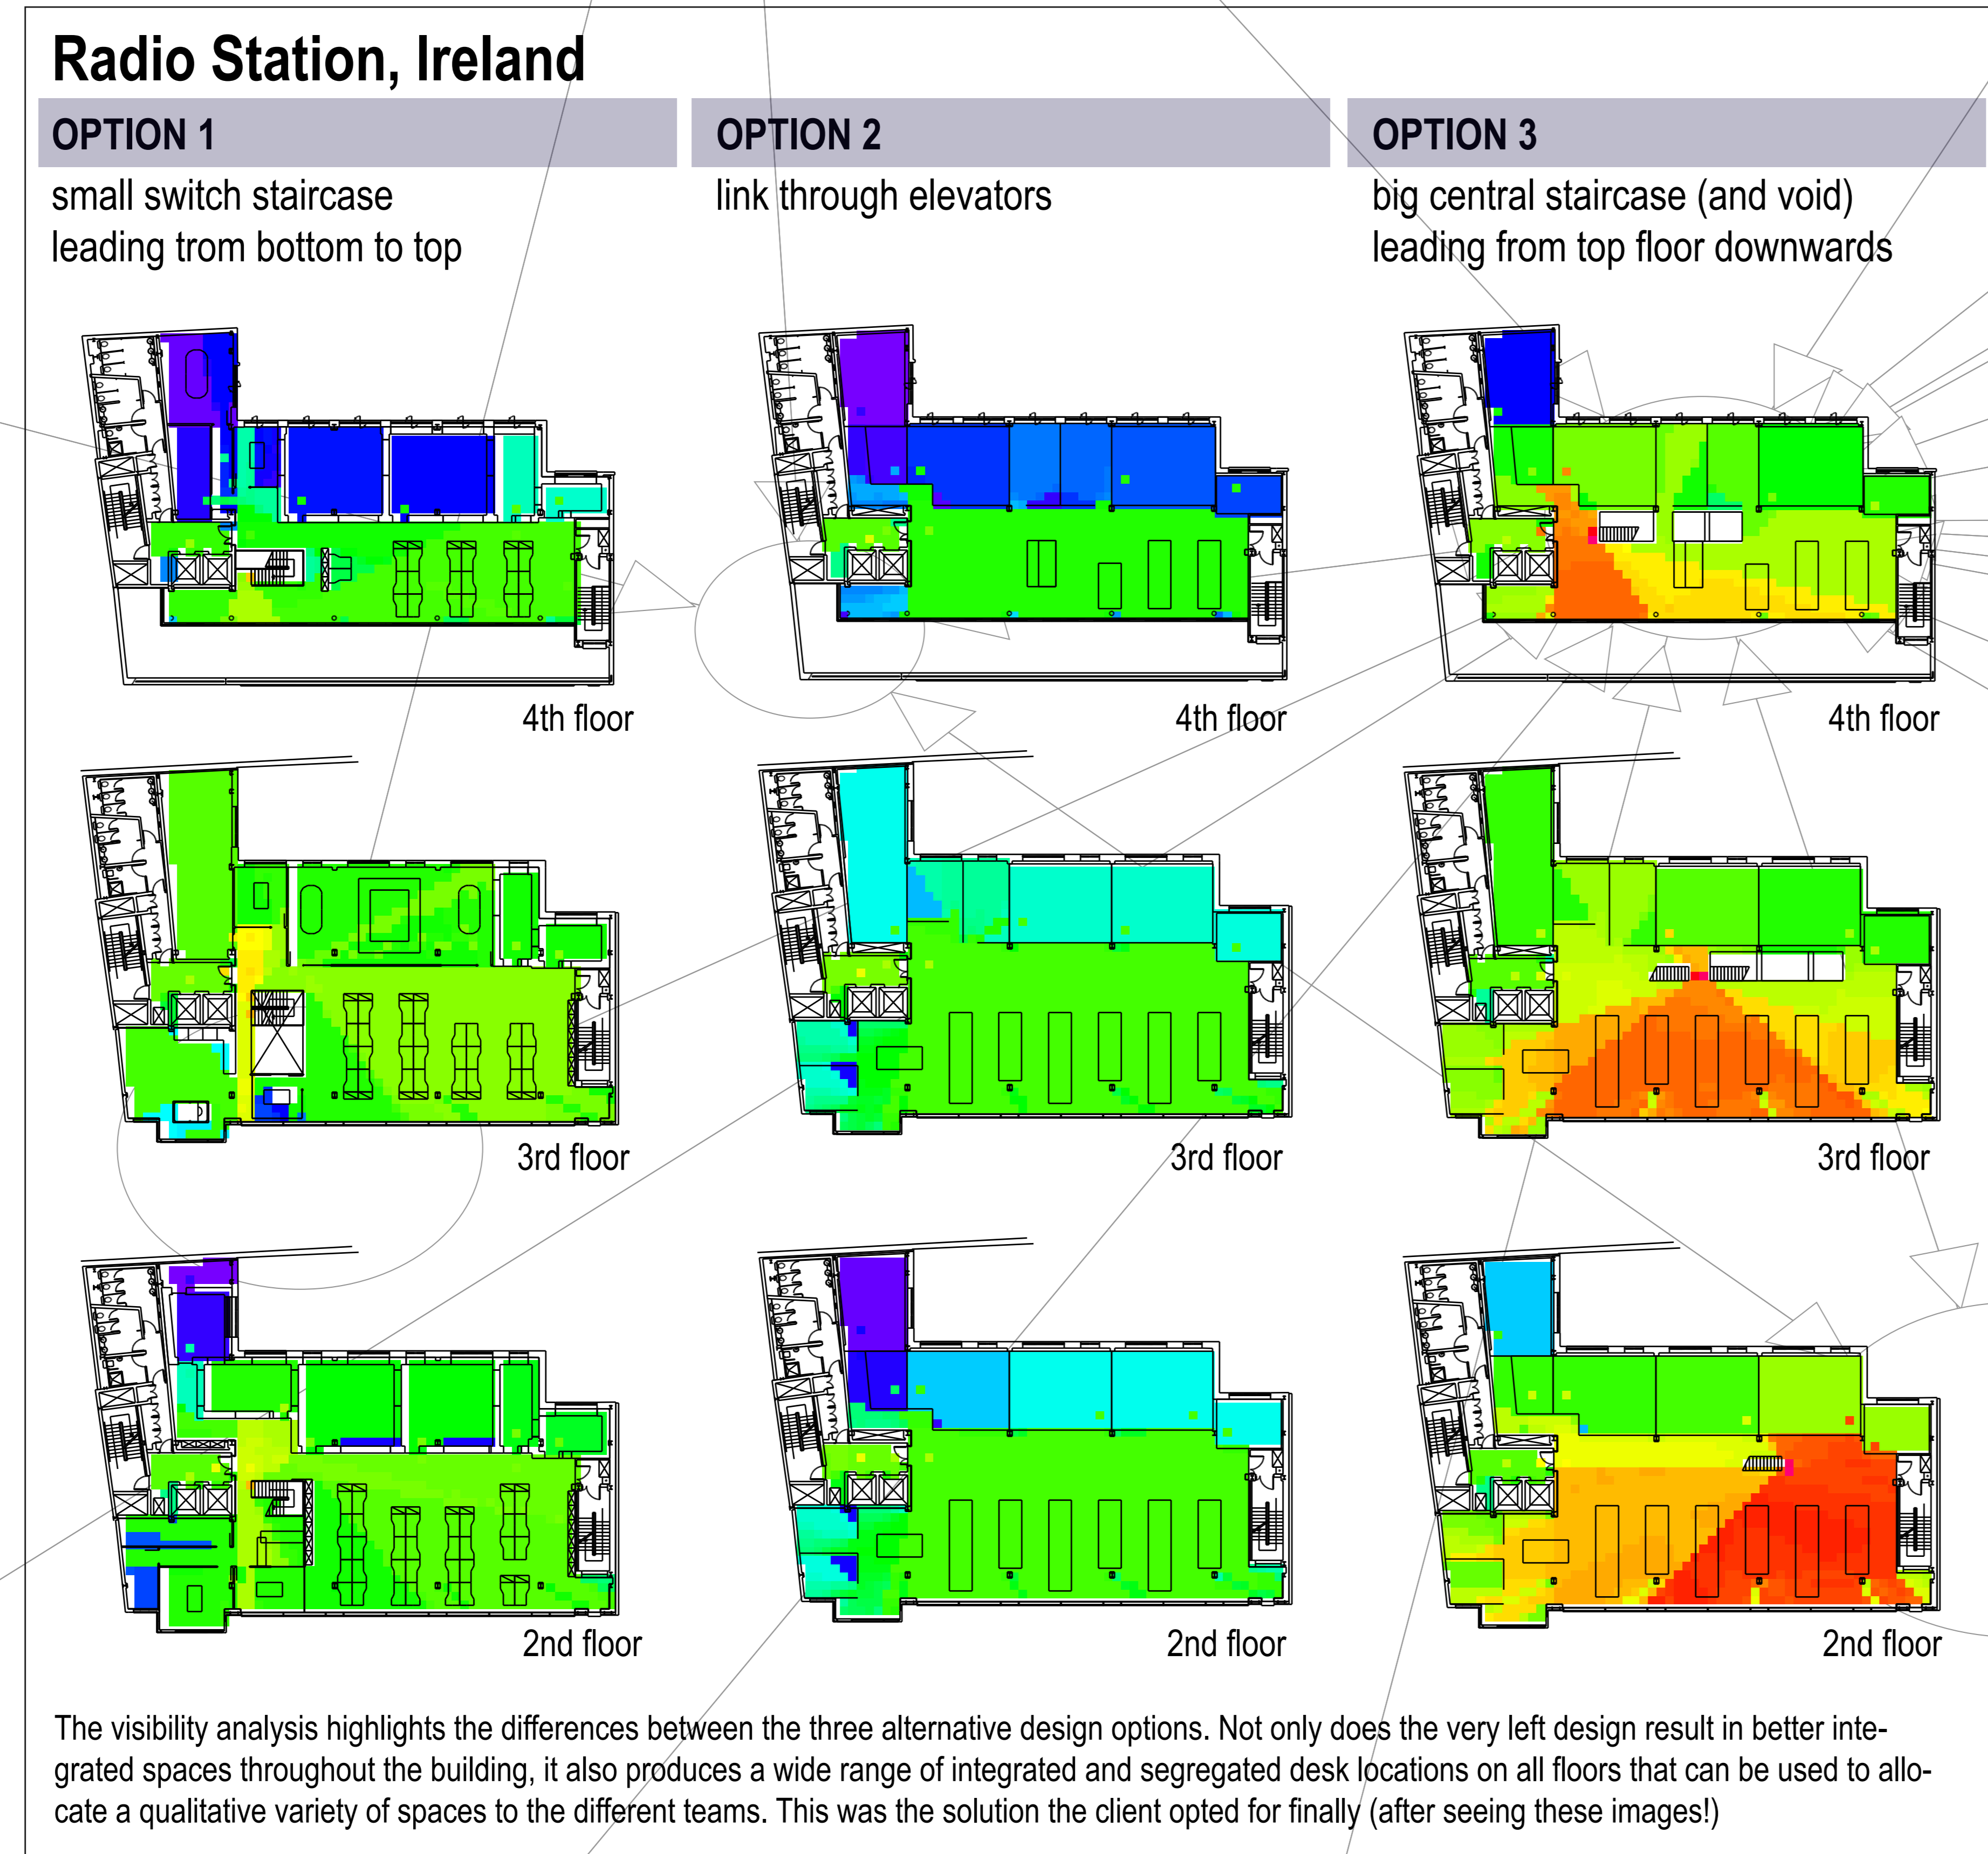 Radio Station, Ireland
OPTION 1
small switch staircase
leading trom bottom to top
OPTION 2
link through elevators
OPTION 3
big central staircase (and void)
leading from top floor downwards
4th floor
4th floor
4th floor
3rd floor
3rd floor
3rd floor
2nd floor
2nd floor
2nd floor
The visibility analysis highlights the differences between the three alternative design options. Not only does the very left design result in better inte-
grated spaces throughout the building, it also produces a wide range of integrated and segregated desk locations on all floors that can be used to allo-
cate a qualitative variety of spaces to the different teams. This was the solution the client opted for finally (after seeing these images!)